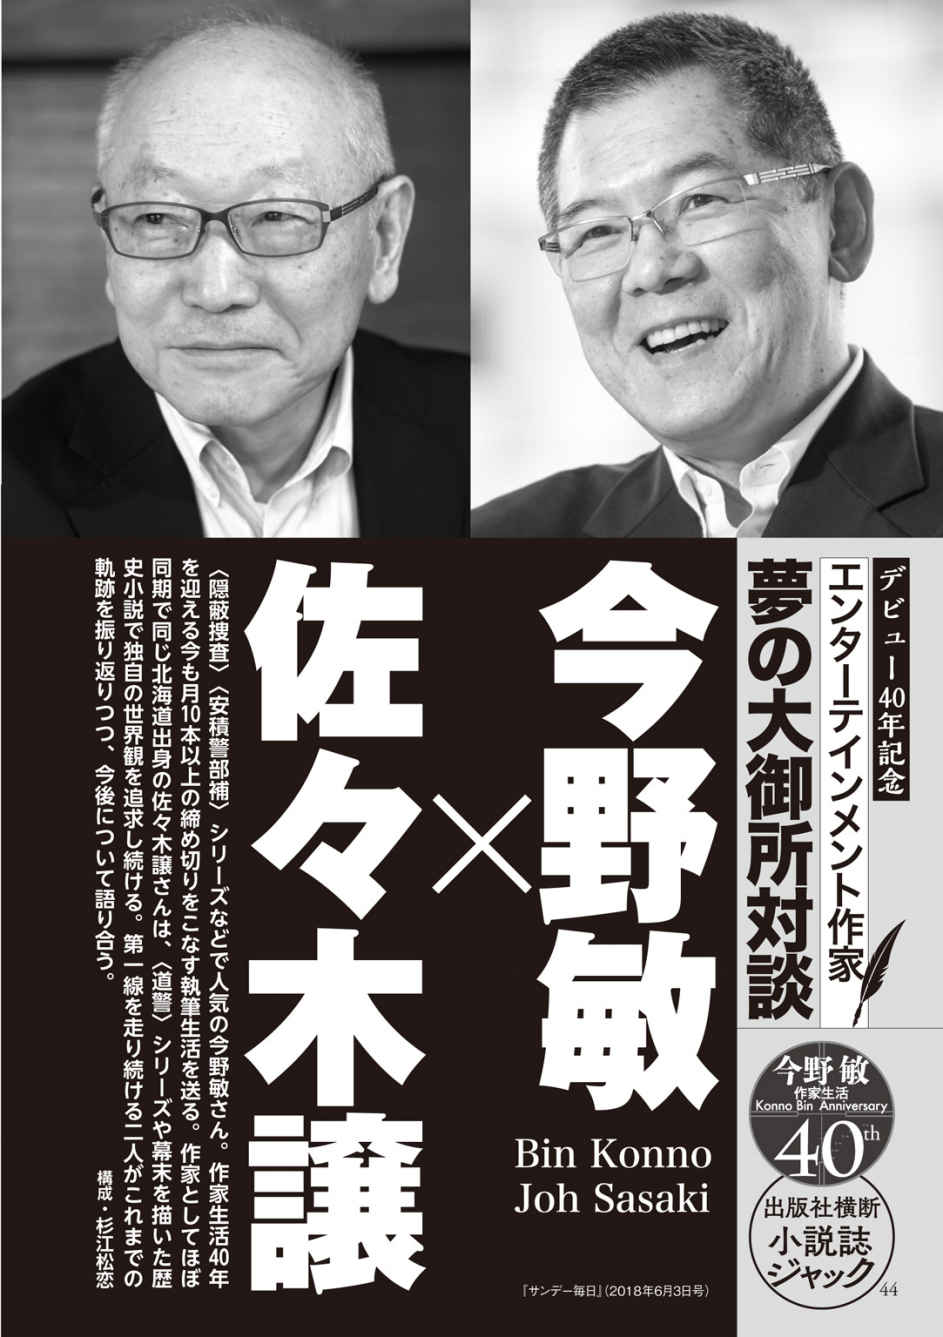 デビュー40年記念
エンターテインメント作家
夢の大御所対談
今野敏
×
佐々木譲
Bin Konno
Joh Sasaki
〈隠蔽捜査〉〈安積警部補〉シリーズなどで人気の今野敏さん。作家生活40年
を迎える今も月10本以上の締め切りをこなす執筆生活を送る。作家としてほぼ
同期で同じ北海道出身の佐々木譲さんは、〈道警〉シリーズや幕末を描いた歴
史小説で独自の世界観を追求し続ける。第一線を走り続ける二人がこれまでの
軌跡を振り返りつつ、今後について語り合う。
構成・杉江松恋
『サンデー毎日』（2018年6月3日号）
今野 敏
作家生活
Konno Bin Anniversary
40th
出版社横断
小説誌
ジャック
44